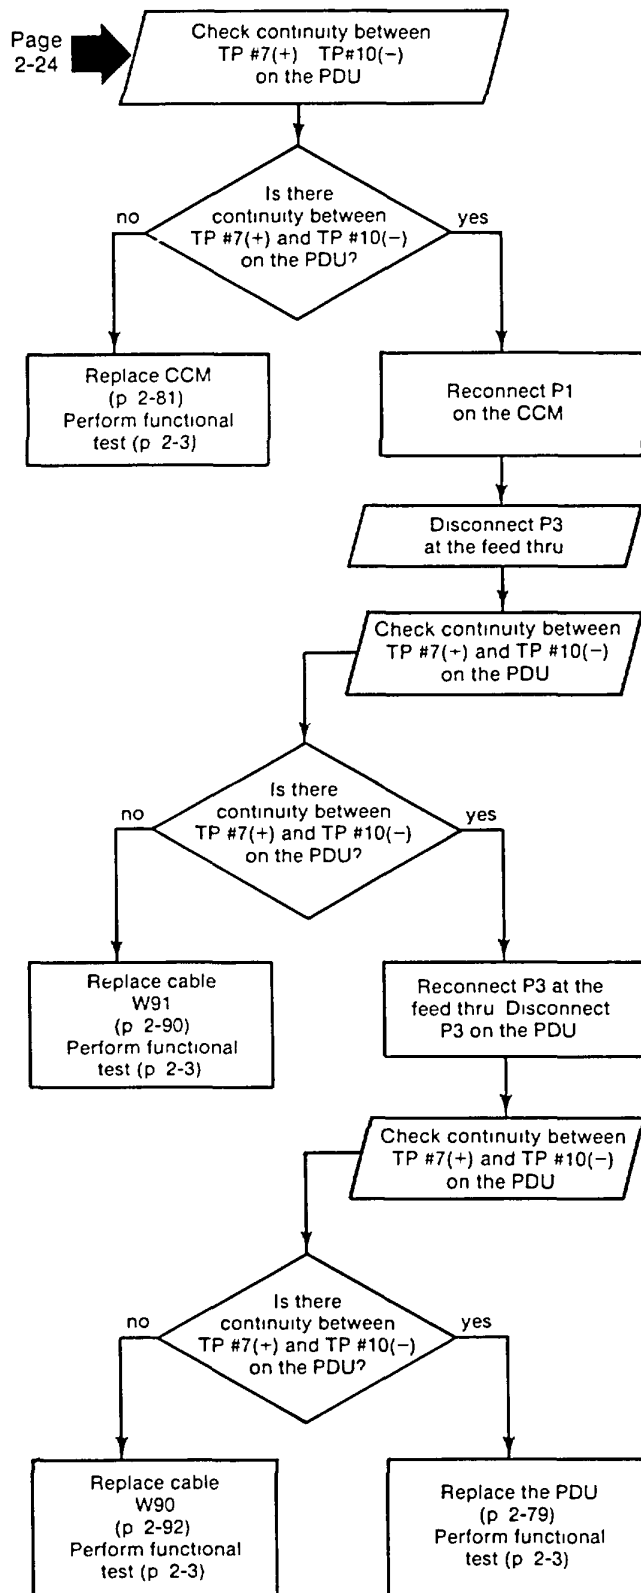 Page
2-24
Check continuity between
TP #7(+) TP#10(−)
on the PDU
Is there
continuity between
TP #7(+) and TP #10(−)
on the PDU?
no
yes
Replace CCM
(p 2-81)
Perform functional
test (p 2-3)
Reconnect P1
on the CCM
Disconnect P3
at the feed thru
Check continuity between
TP #7(+) and TP #10(−)
on the PDU
Is there
continuity between
TP #7(+) and TP #10(−)
on the PDU?
no
yes
Replace cable
W91
(p 2-90)
Perform functional
test (p 2-3)
Reconnect P3 at the
feed thru Disconnect
P3 on the PDU
Check continuity between
TP #7(+) and TP #10(−)
on the PDU
Is there
continuity between
TP #7(+) and TP #10(−)
on the PDU?
no
yes
Replace cable
W90
(p 2-92)
Perform functional
test (p 2-3)
Replace the PDU
(p 2-79)
Perform functional
test (p 2-3)